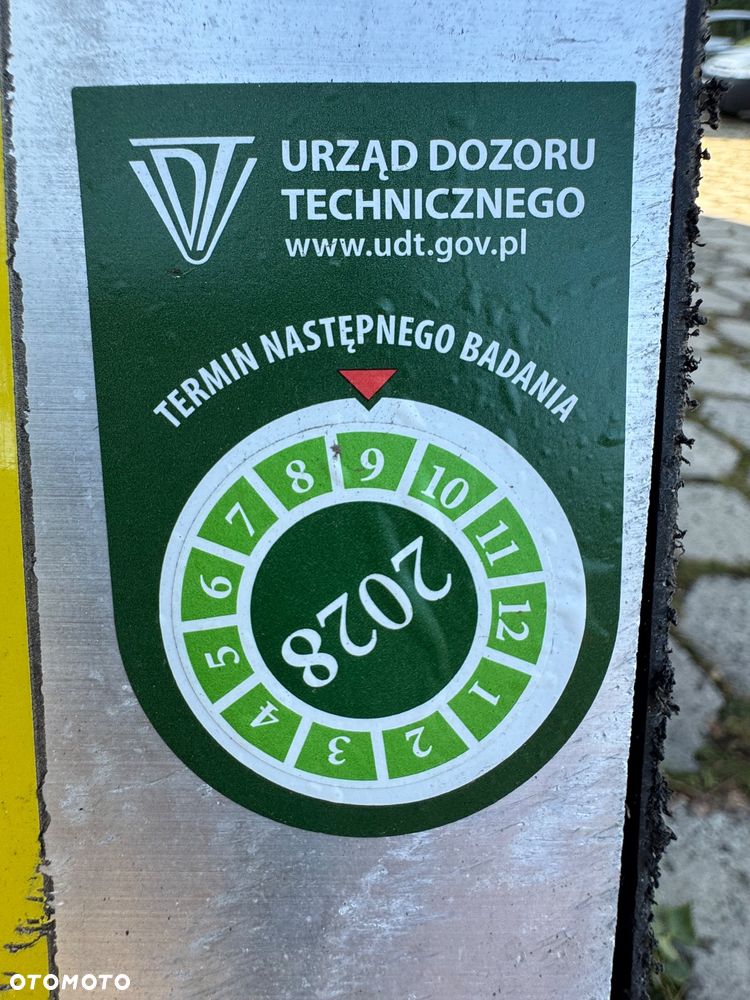 URZĄD DOZORU
TECHNICZNEGO
www.udt.gov.pl
TERMIN NASTĘPNEGO BADANIA
1 2 3 4 5 6 7 8 9 10 11 12
2028
OTOMOTO